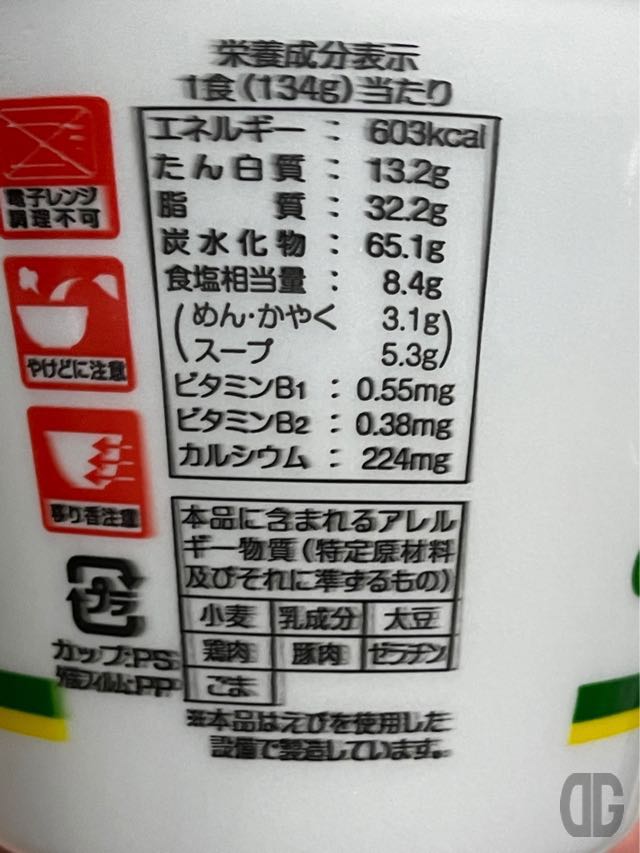 栄養成分表示
1食(134g)当たり
エネルギー : 603kcal
たん白質 : 13.2g
脂質 : 32.2g
炭水化物 : 65.1g
食塩相当量 : 8.4g
(めん・かやく 3.1g)
(スープ 5.3g)
ビタミンB1 : 0.55mg
ビタミンB2 : 0.38mg
カルシウム : 224mg
電子レンジ
調理不可
やけどに注意
移り香注意
本品に含まれるアレル
ギー物質(特定原材料
及びそれに準ずるもの)
小麦 乳成分 大豆
鶏肉 豚肉 ゼラチン
ごま
プラ
カップ:PS
外装フィルム:PP
※本品はえびを使用した
設備で製造しています。
DG